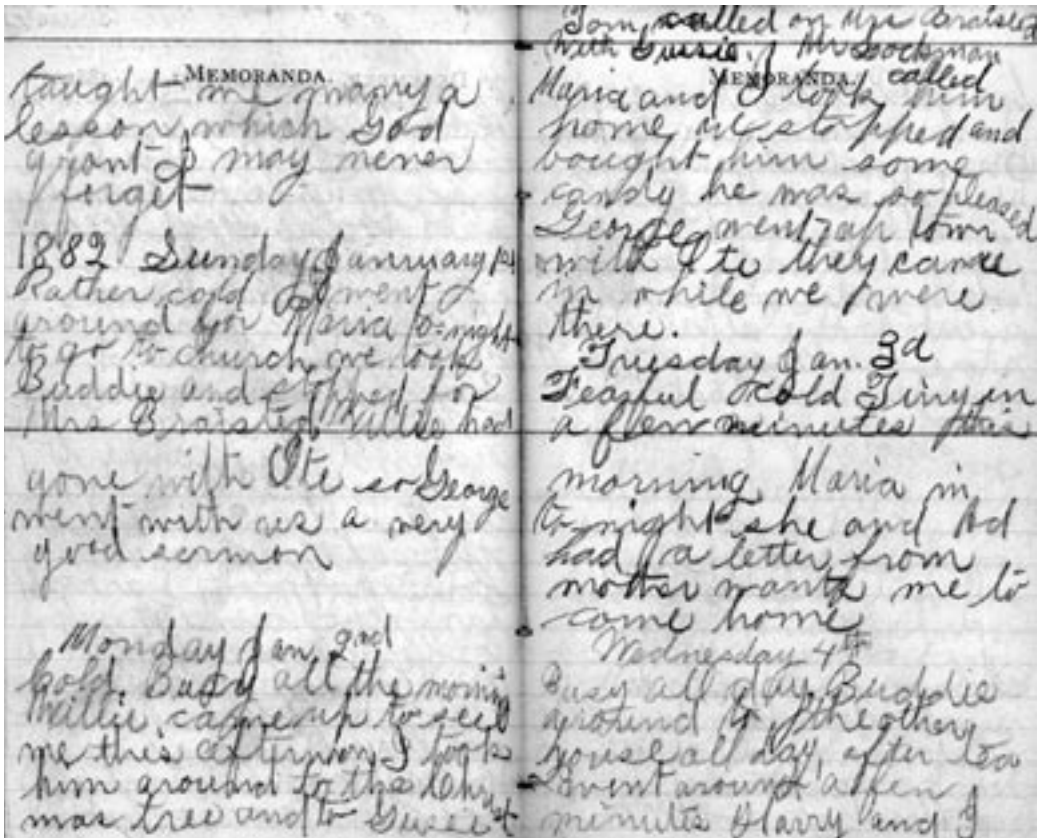 MEMORANDA.
taught me many a
lesson which God
grant I may never
forget
1882 Sunday January 1st
Rather cold I went
around for Maria to-night
to go to church, we took
Buddie and stopped for
Mrs Braisted Willie had
gone with Ite so George
went with us a very
good sermon
Monday Jan. 2nd
Cold. Busy all the morning
Willie came up to see
me this afternoon, I took
him around to the Christ
mas tree and to Gussie's
Tom called on Mrs Braisted
with Gussie. Mr Lockman
called
MEMORANDA.
Maria and I took him
home, we stopped and
bought him some
candy he was so pleased
George went up town
with Ite they came
in while we were
there.
Tuesday Jan. 3d
Fearful cold Tiny in
a few minutes this
morning, Maria in
to-night she and Ad
had a letter from
mother wants me to
come home
Wednesday 4th
Busy all day. Buddie
around to the other
house all day, after tea
went around a few
minutes Harry and I